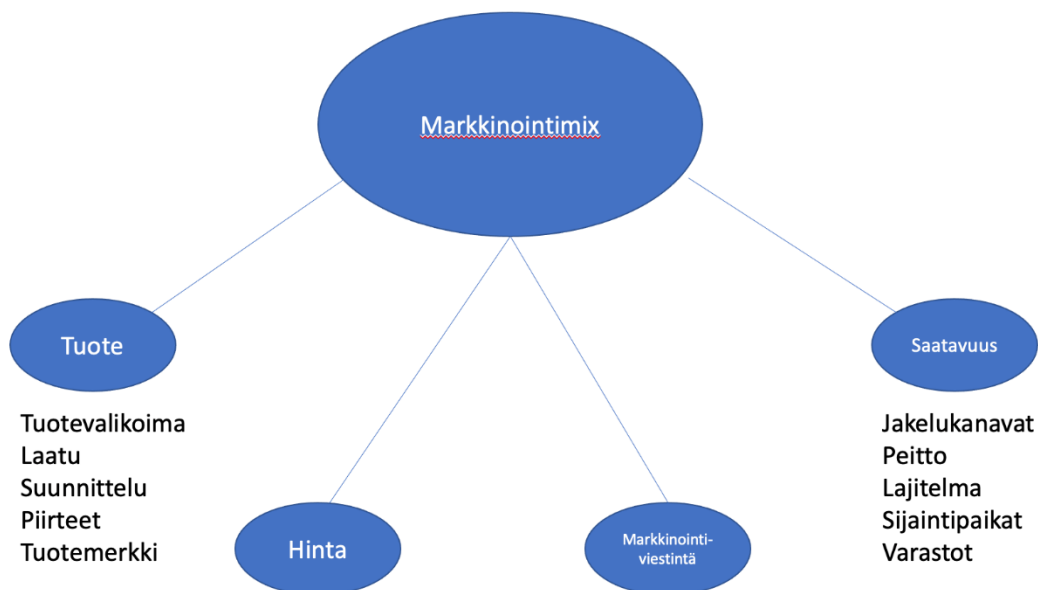 Markkinointimix
Tuote
Saatavuus
Tuotevalikoima
Laatu
Suunnittelu
Piirteet
Tuotemerkki
Jakelukanavat
Peitto
Lajitelma
Sijaintipaikat
Varastot
Hinta
Markkinointi-
viestintä